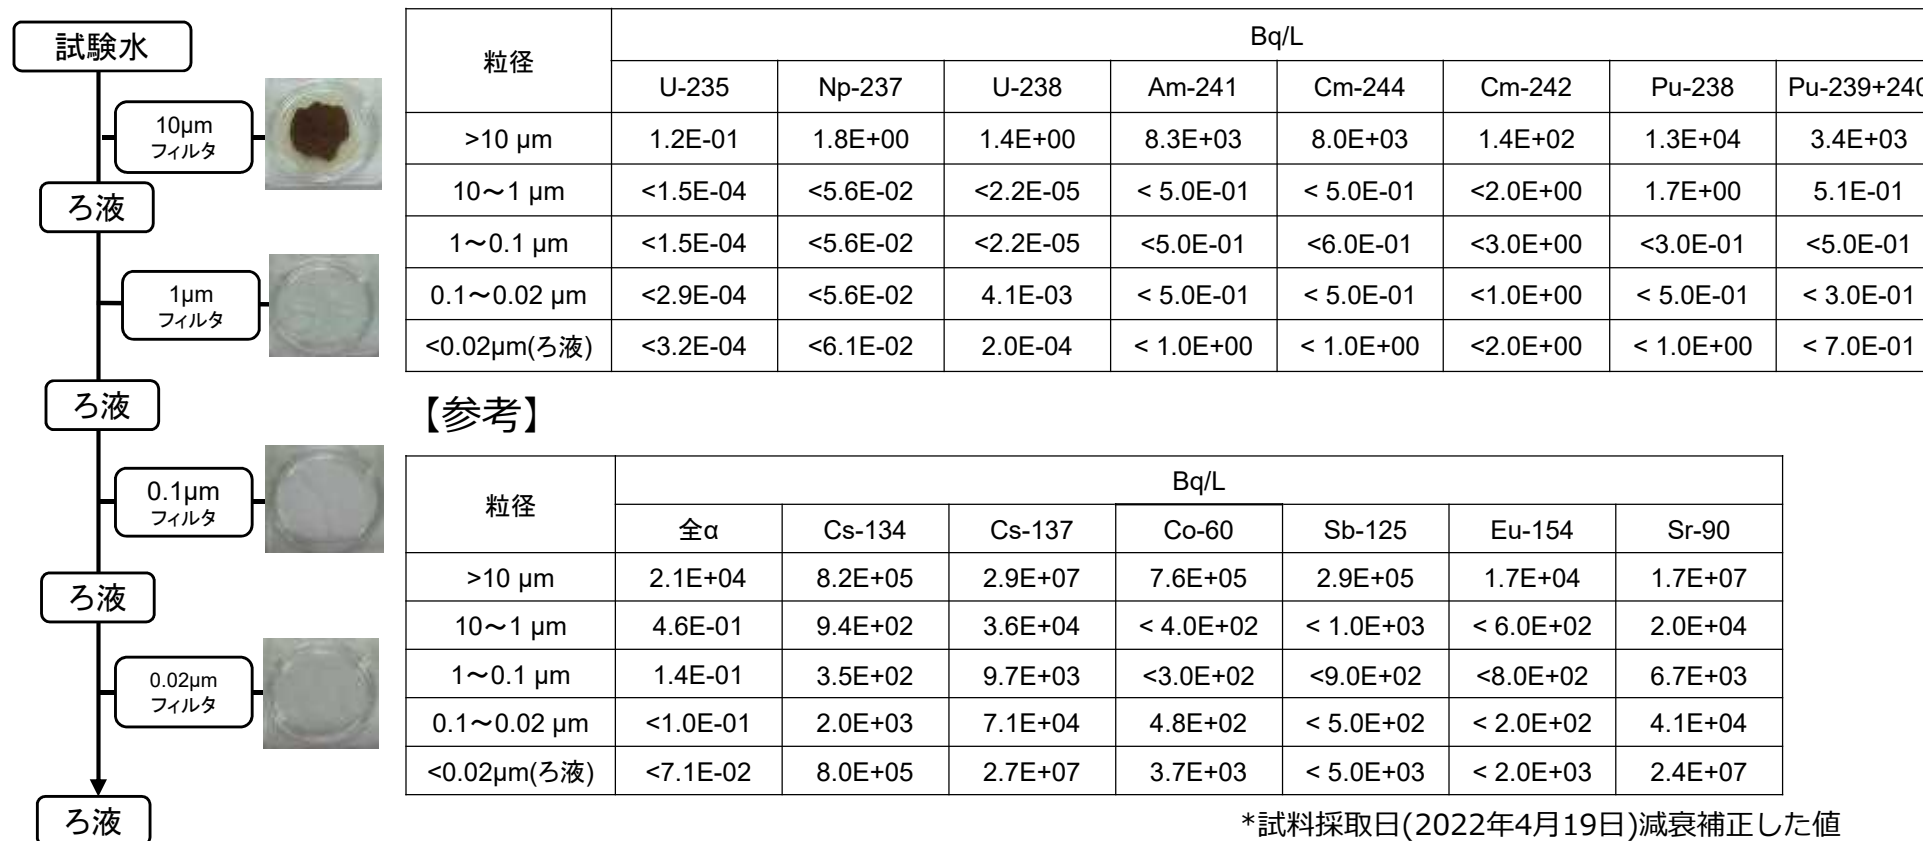 試験水
10μm
フィルタ
ろ液
1μm
フィルタ
ろ液
0.1μm
フィルタ
ろ液
0.02μm
フィルタ
ろ液
粒径 Bq/L
U-235 Np-237 U-238 Am-241 Cm-244 Cm-242 Pu-238 Pu-239+240
>10 μm 1.2E-01 1.8E+00 1.4E+00 8.3E+03 8.0E+03 1.4E+02 1.3E+04 3.4E+03
10～1 μm <1.5E-04 <5.6E-02 <2.2E-05 < 5.0E-01 < 5.0E-01 <2.0E+00 1.7E+00 5.1E-01
1～0.1 μm <1.5E-04 <5.6E-02 <2.2E-05 <5.0E-01 <6.0E-01 <3.0E+00 <3.0E-01 <5.0E-01
0.1～0.02 μm <2.9E-04 <5.6E-02 4.1E-03 < 5.0E-01 < 5.0E-01 <1.0E+00 < 5.0E-01 < 3.0E-01
<0.02μm(ろ液) <3.2E-04 <6.1E-02 2.0E-04 < 1.0E+00 < 1.0E+00 <2.0E+00 < 1.0E+00 < 7.0E-01
【参考】
粒径 Bq/L
全α Cs-134 Cs-137 Co-60 Sb-125 Eu-154 Sr-90
>10 μm 2.1E+04 8.2E+05 2.9E+07 7.6E+05 2.9E+05 1.7E+04 1.7E+07
10～1 μm 4.6E-01 9.4E+02 3.6E+04 < 4.0E+02 < 1.0E+03 < 6.0E+02 2.0E+04
1～0.1 μm 1.4E-01 3.5E+02 9.7E+03 <3.0E+02 <9.0E+02 <8.0E+02 6.7E+03
0.1～0.02 μm <1.0E-01 2.0E+03 7.1E+04 4.8E+02 < 5.0E+02 < 2.0E+02 4.1E+04
<0.02μm(ろ液) <7.1E-02 8.0E+05 2.7E+07 3.7E+03 < 5.0E+03 < 2.0E+03 2.4E+07
*試料採取日(2022年4月19日)減衰補正した値